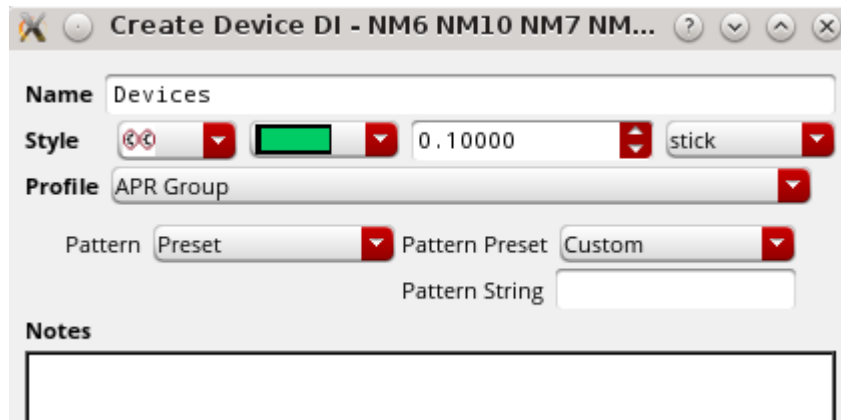 Create Device DI - NM6 NM10 NM7 NM...
Name Devices
Style 0.10000 stick
Profile APR Group
Pattern Preset Pattern Preset Custom
Pattern String
Notes